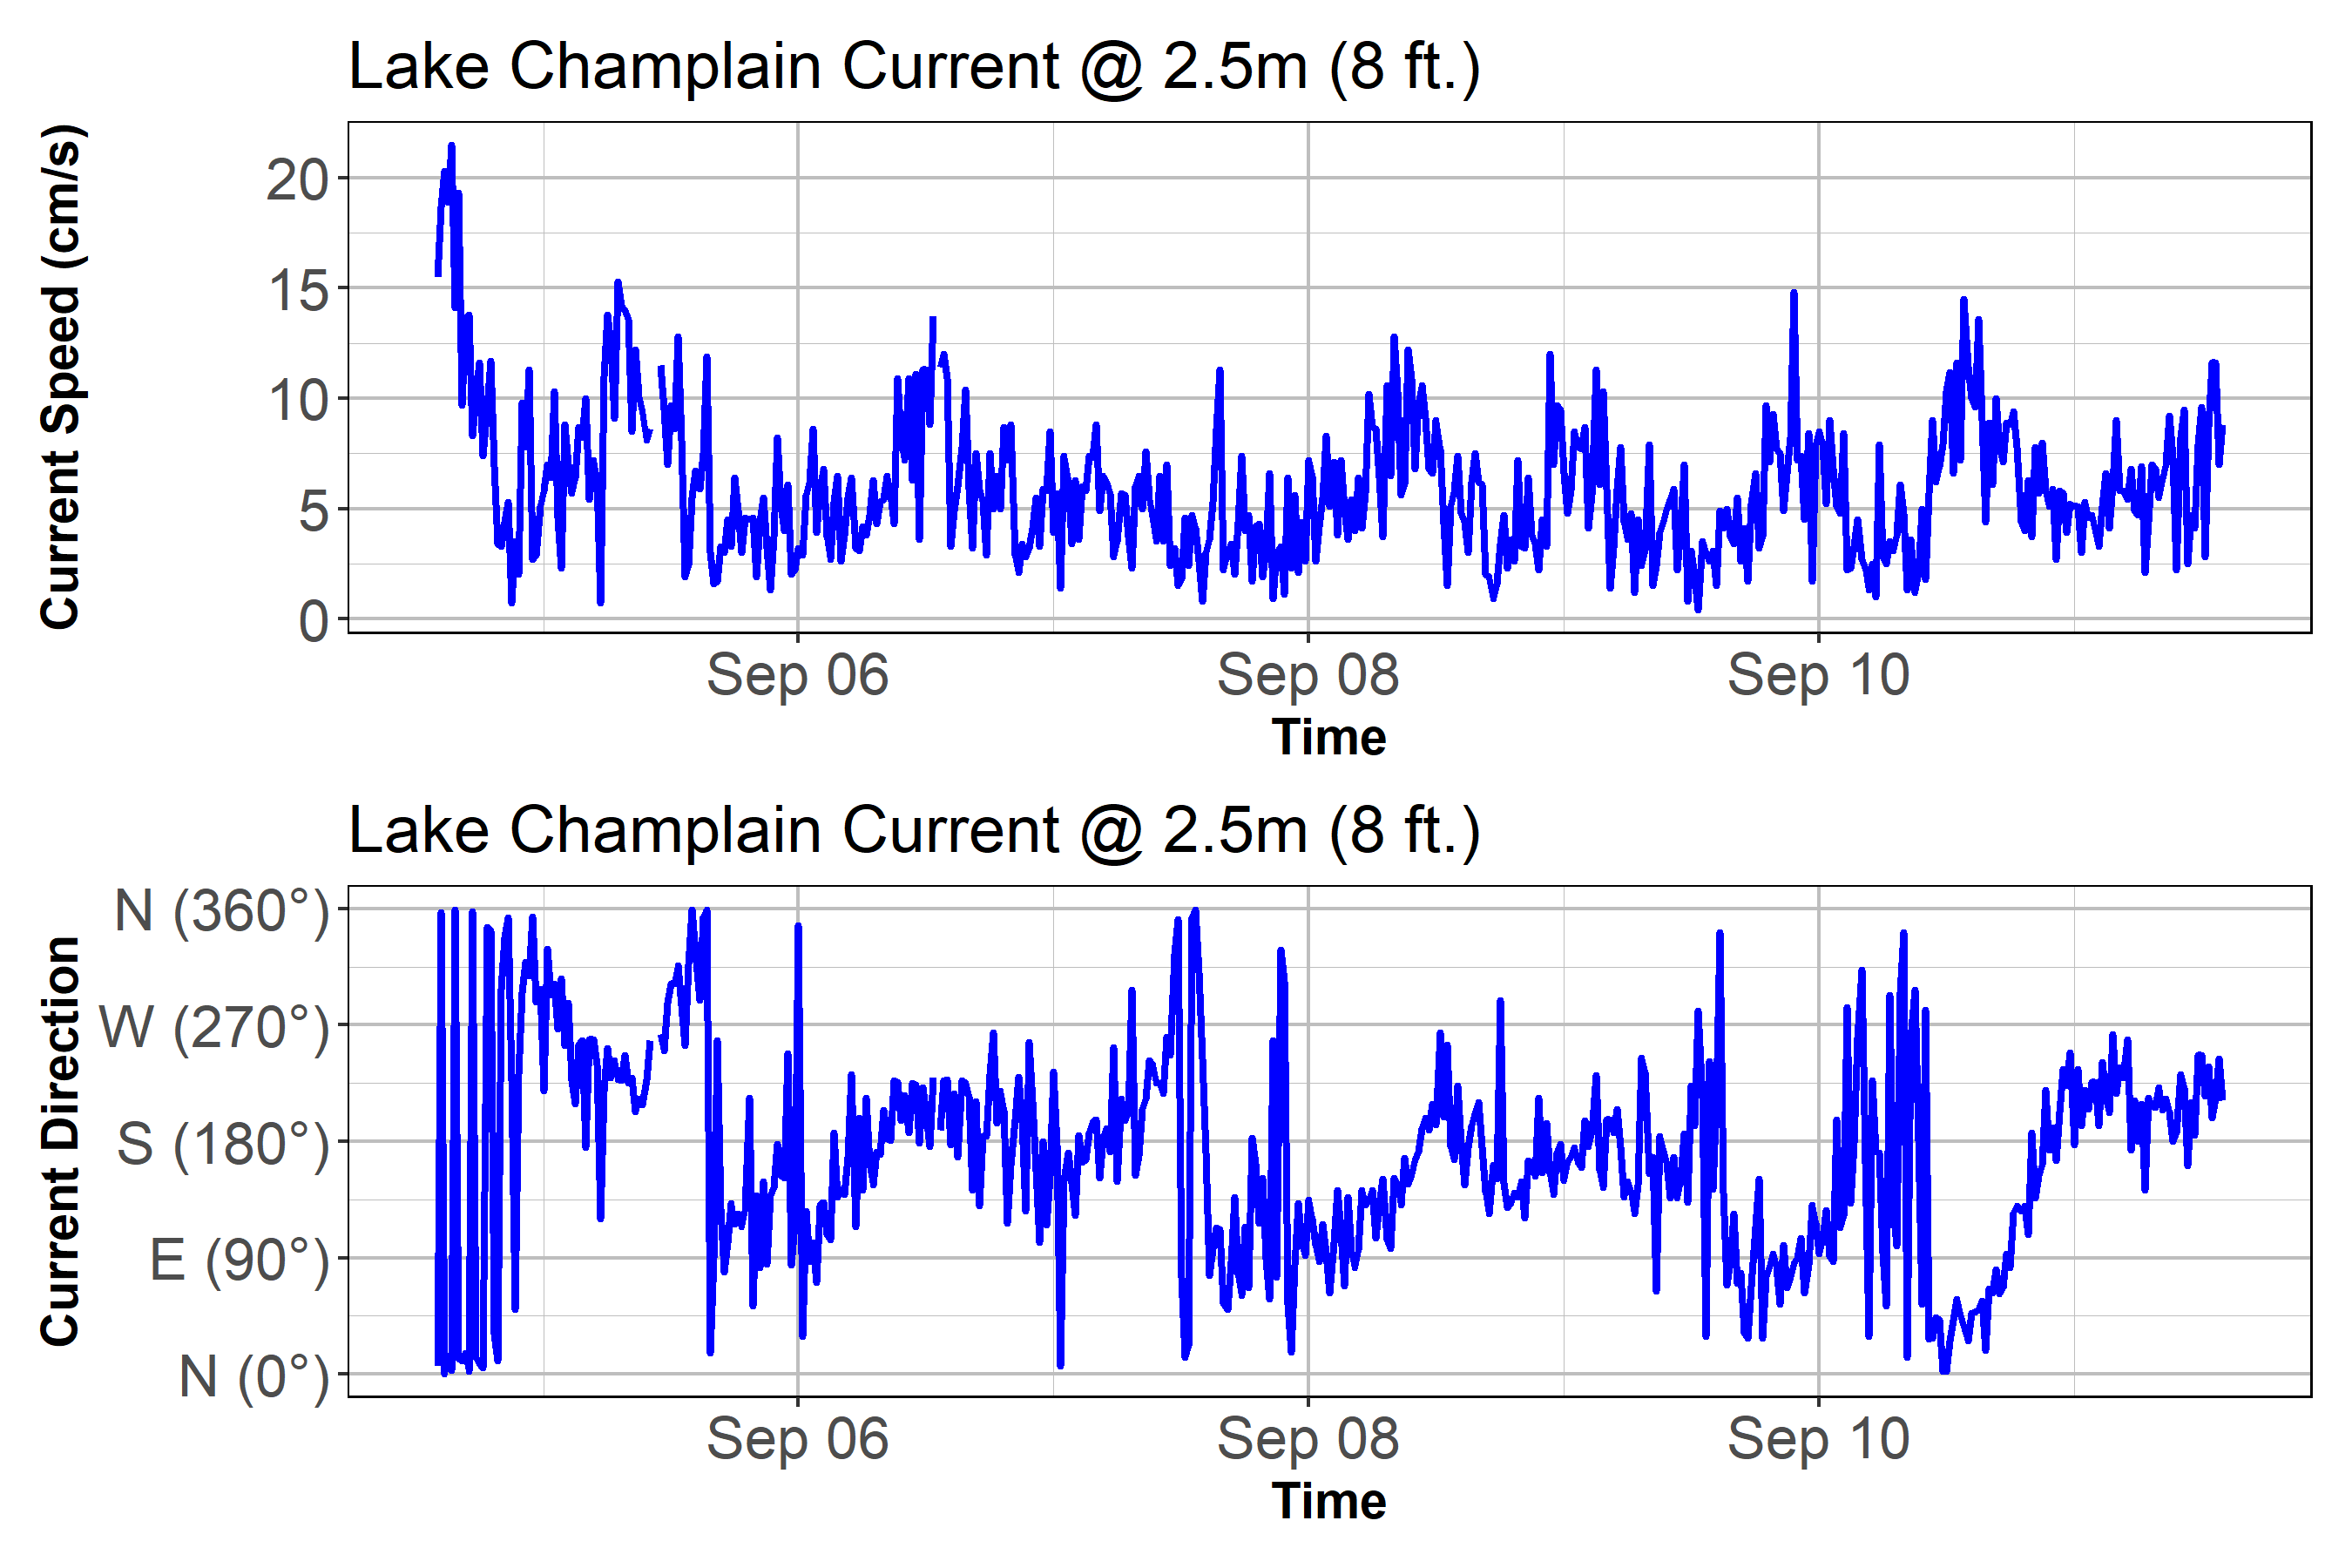 Lake Champlain Current @ 2.5m (8 ft.)
Current Speed (cm/s)
20
15
10
5
0
Sep 06
Sep 08
Sep 10
Time
Lake Champlain Current @ 2.5m (8 ft.)
Current Direction
N (360°)
W (270°)
S (180°)
E (90°)
N (0°)
Sep 06
Sep 08
Sep 10
Time